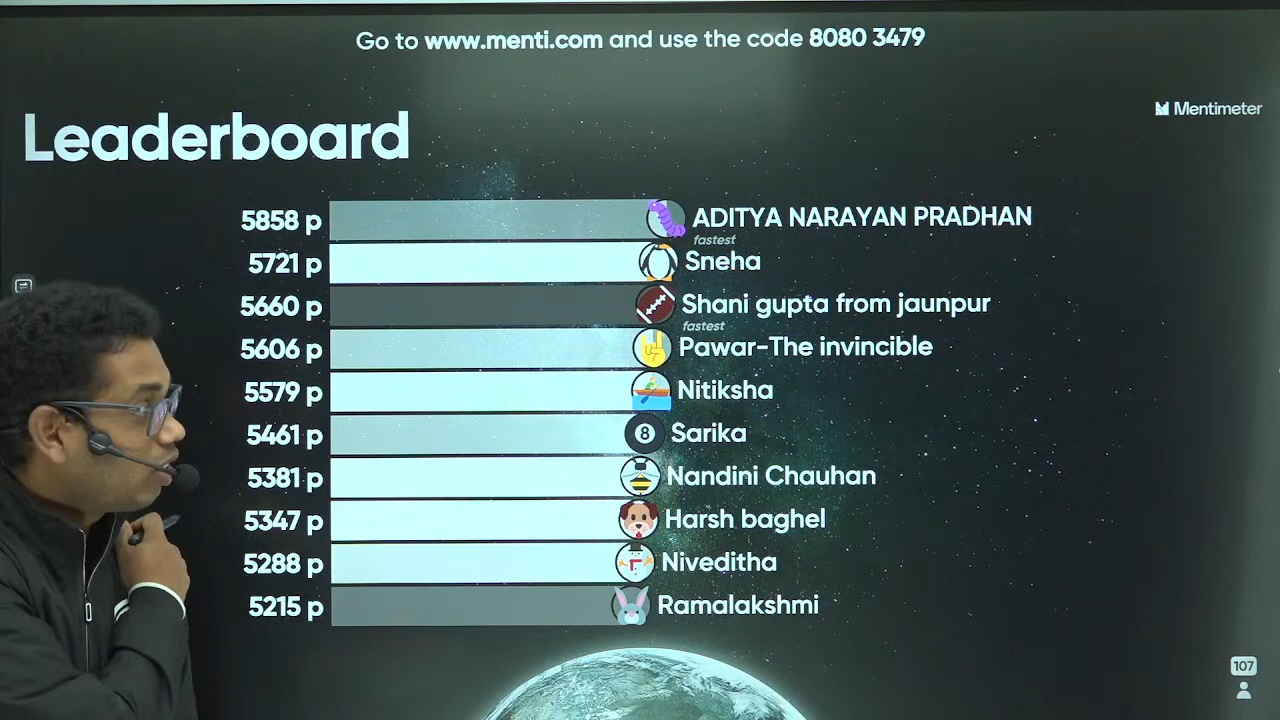 Go to www.menti.com and use the code 8080 3479
Mentimeter
Leaderboard
5858 p ADITYA NARAYAN PRADHAN
fastest
5721 p Sneha
5660 p Shani gupta from jaunpur
fastest
5606 p Pawar-The invincible
5579 p Nitiksha
5461 p 8 Sarika
5381 p Nandini Chauhan
5347 p Harsh baghel
5288 p Niveditha
5215 p Ramalakshmi
107